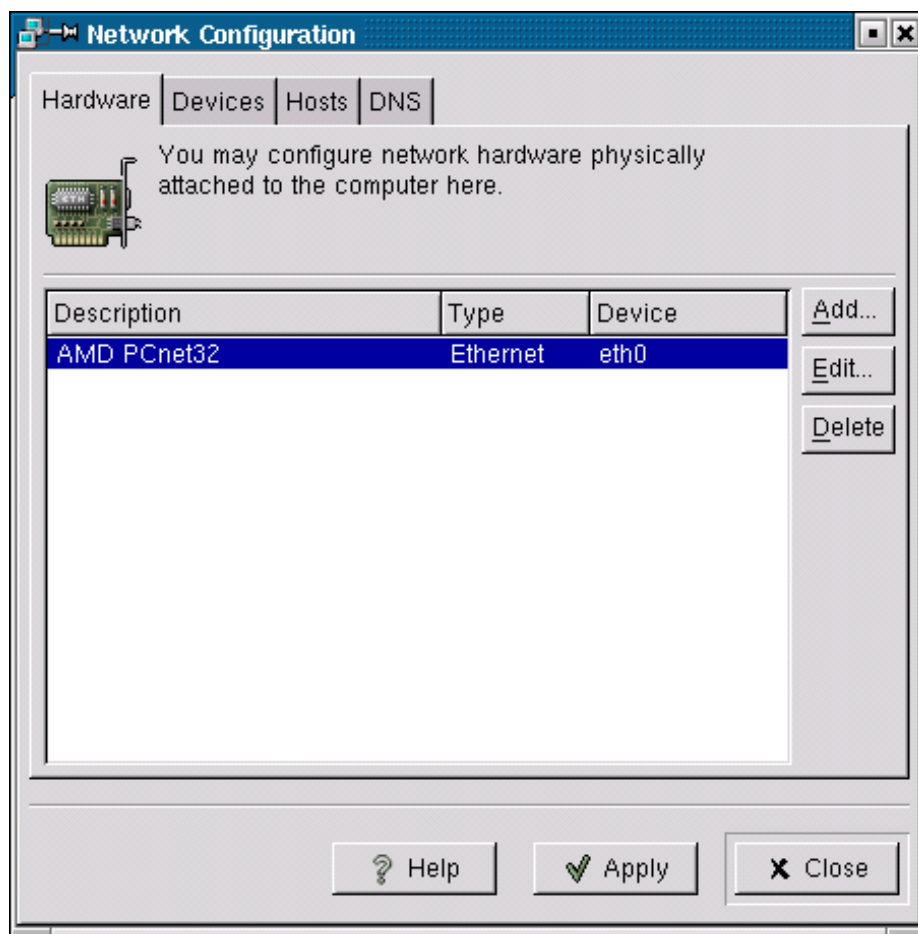 Network Configuration
Hardware Devices Hosts DNS
You may configure network hardware physically
attached to the computer here.
ETH
Description Type Device
AMD PCnet32 Ethernet eth0
Add...
Edit...
Delete
Help Apply Close